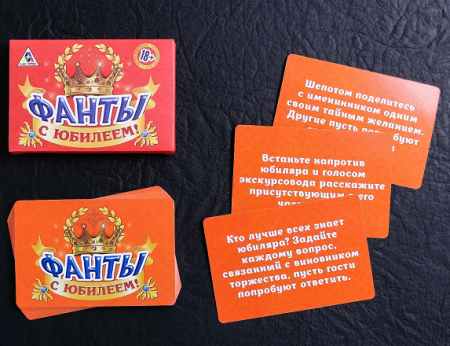 18+
ФАНТЫ
С ЮБИЛЕЕМ!
ФАНТЫ
С ЮБИЛЕЕМ!
Шепотом поделитесь
с именинником одним
своим тайным желанием.
Другие пусть
Встаньте напротив
юбиляра и голосом
экскурсовода расскажите
присутствующим его
Кто лучше всех знает
юбиляра? Задайте
каждому вопрос,
связанный с виновником
торжества, пусть гости
попробуют ответить.